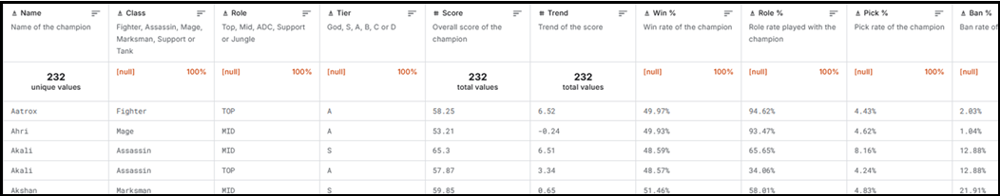 Name Class Role Tier Score Trend Win % Role % Pick % Ban %
Name of the champion Fighter, Assassin, Mage, Top, Mid, ADC, Support God, S, A, B, C or D Overall score of the Trend of the score Win rate of the champion Role rate played with the Pick rate of the champion Ban rate of
Marksman, Support or or Jungle champion champion
Tank
232 [null] 100% [null] 100% [null] 100% 232 232 [null] 100% [null] 100% [null] 100% [null]
unique values total values total values
Aatrox Fighter TOP A 58.25 6.52 49.97% 94.62% 4.43% 2.03%
Ahri Mage MID A 53.21 -0.24 49.93% 93.47% 4.62% 1.04%
Akali Assassin MID S 65.3 6.51 48.59% 65.65% 8.16% 12.88%
Akali Assassin TOP A 57.87 3.34 48.57% 34.06% 4.24% 12.88%
Akshan Marksman MID S 59.85 0.65 51.46% 58.01% 4.83% 21.91%